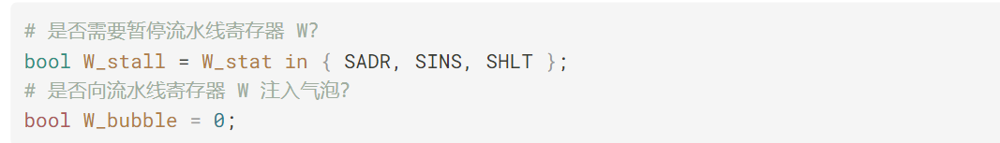 # 是否需要暂停流水线寄存器 W?
bool W_stall = W_stat in { SADR, SINS, SHLT };
# 是否向流水线寄存器 W 注入气泡?
bool W_bubble = 0;